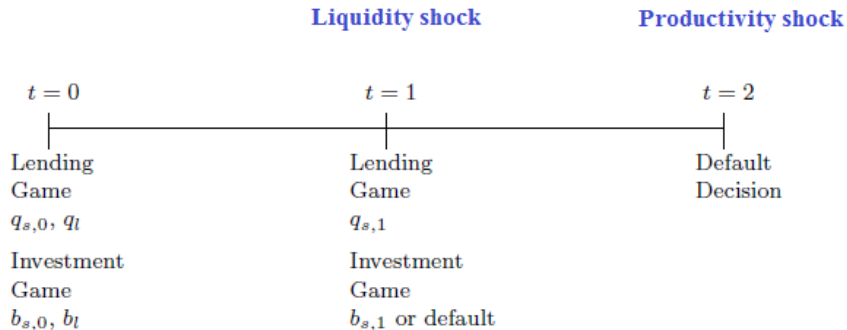 Liquidity shock
Productivity shock
t = 0
t = 1
t = 2
Lending
Game
q_{s,0}, q_l
Investment
Game
b_{s,0}, b_l
Lending
Game
q_{s,1}
Investment
Game
b_{s,1} or default
Default
Decision